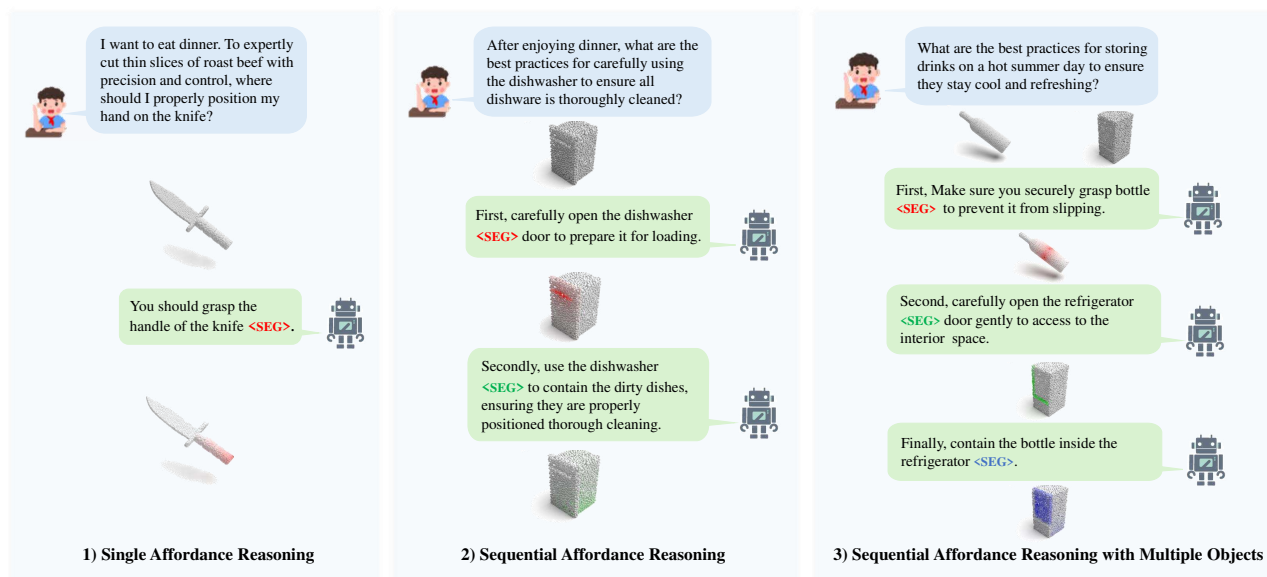 I want to eat dinner. To expertly
cut thin slices of roast beef with
precision and control, where
should I properly position my
hand on the knife?
You should grasp the
handle of the knife <SEG>.
1) Single Affordance Reasoning
After enjoying dinner, what are the
best practices for carefully using
the dishwasher to ensure all
dishware is thoroughly cleaned?
First, carefully open the dishwasher
<SEG> door to prepare it for loading.
Secondly, use the dishwasher
<SEG> to contain the dirty dishes,
ensuring they are properly
positioned thorough cleaning.
2) Sequential Affordance Reasoning
What are the best practices for storing
drinks on a hot summer day to ensure
they stay cool and refreshing?
First, Make sure you securely grasp bottle
<SEG> to prevent it from slipping.
Second, carefully open the refrigerator
<SEG> door gently to access to the
interior space.
Finally, contain the bottle inside the
refrigerator <SEG>.
3) Sequential Affordance Reasoning with Multiple Objects